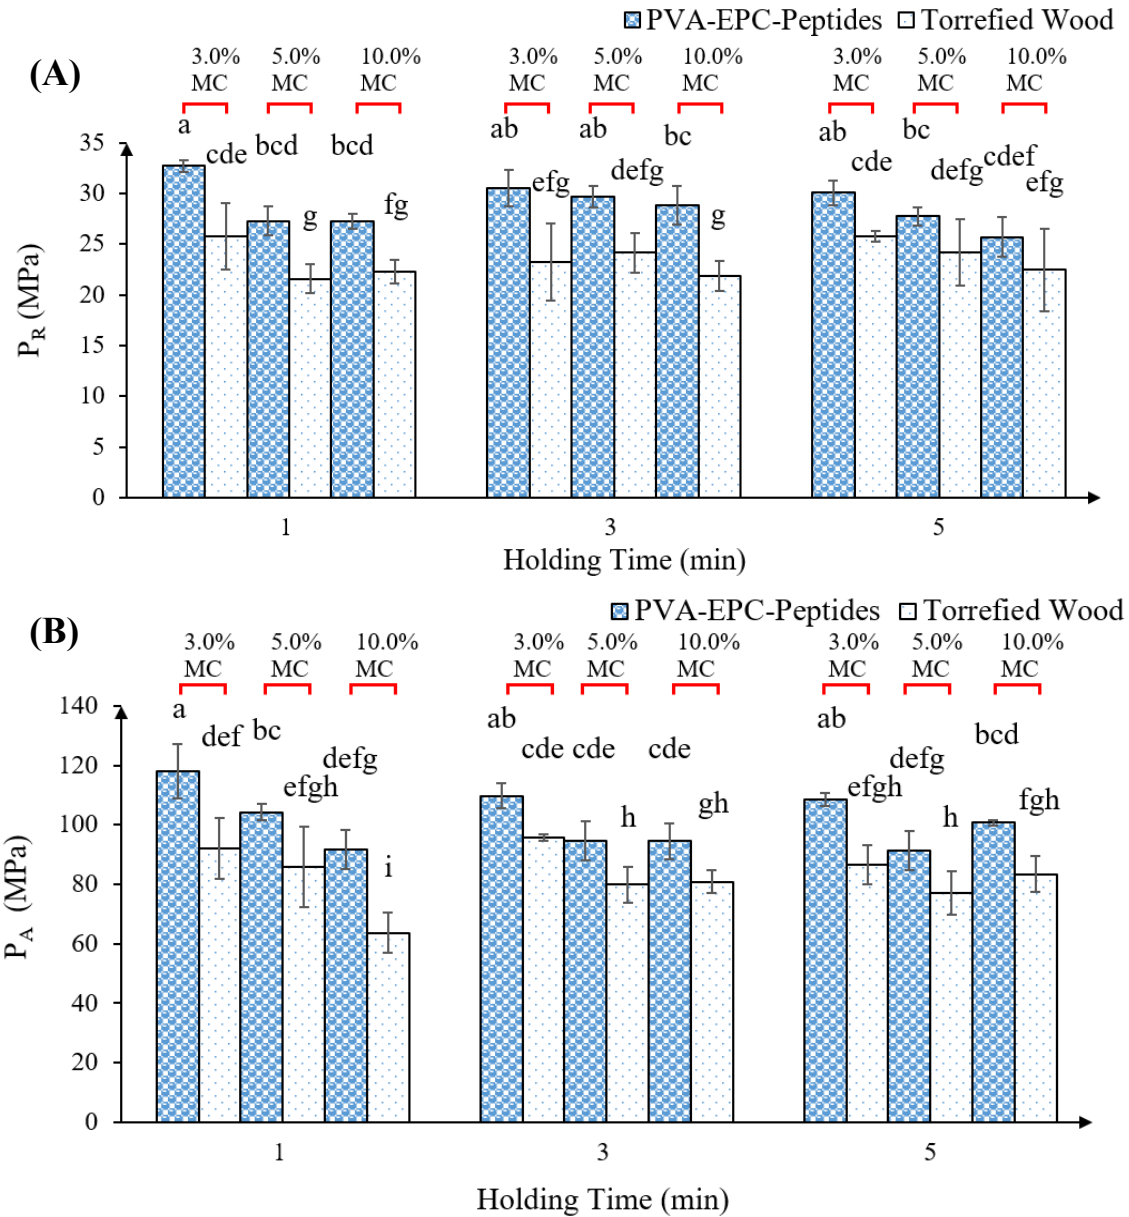 PVA-EPC-Peptides Torrefied Wood
(A)
3.0% 5.0% 10.0% 3.0% 5.0% 10.0% 3.0% 5.0% 10.0%
MC MC MC MC MC MC MC MC MC
a cde bcd g bcd fg ab efg ab defg bc g ab cde bc defg cdef efg
35
30
25
20
15
10
5
0
P_R (MPa)
1 3 5
Holding Time (min)
PVA-EPC-Peptides Torrefied Wood
(B)
3.0% 5.0% 10.0% 3.0% 5.0% 10.0% 3.0% 5.0% 10.0%
MC MC MC MC MC MC MC MC MC
a def bc efgh defg i ab cde cde h cde gh ab efgh defg h bcd fgh
140
120
100
80
60
40
20
0
P_A (MPa)
1 3 5
Holding Time (min)